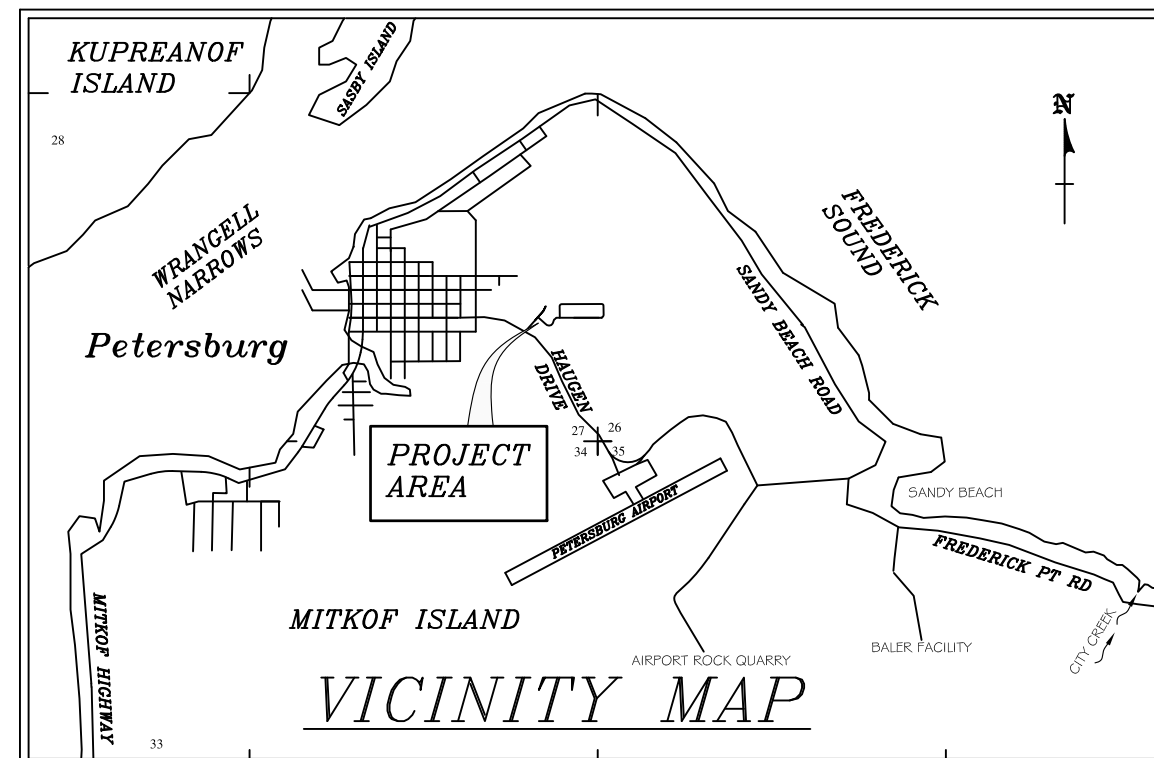 KUPREANOF
ISLAND
SASBY ISLAND
N
28
WRANGELL
NARROWS
FREDERICK
SOUND
Petersburg
SANDY BEACH ROAD
HAUGEN
DRIVE
27 26
34 35
PROJECT
AREA
PETERSBURG AIRPORT
SANDY BEACH
FREDERICK PT RD
MITKOF HIGHWAY
MITKOF ISLAND
CITY CREEK
BALER FACILITY
AIRPORT ROCK QUARRY
VICINITY MAP
33